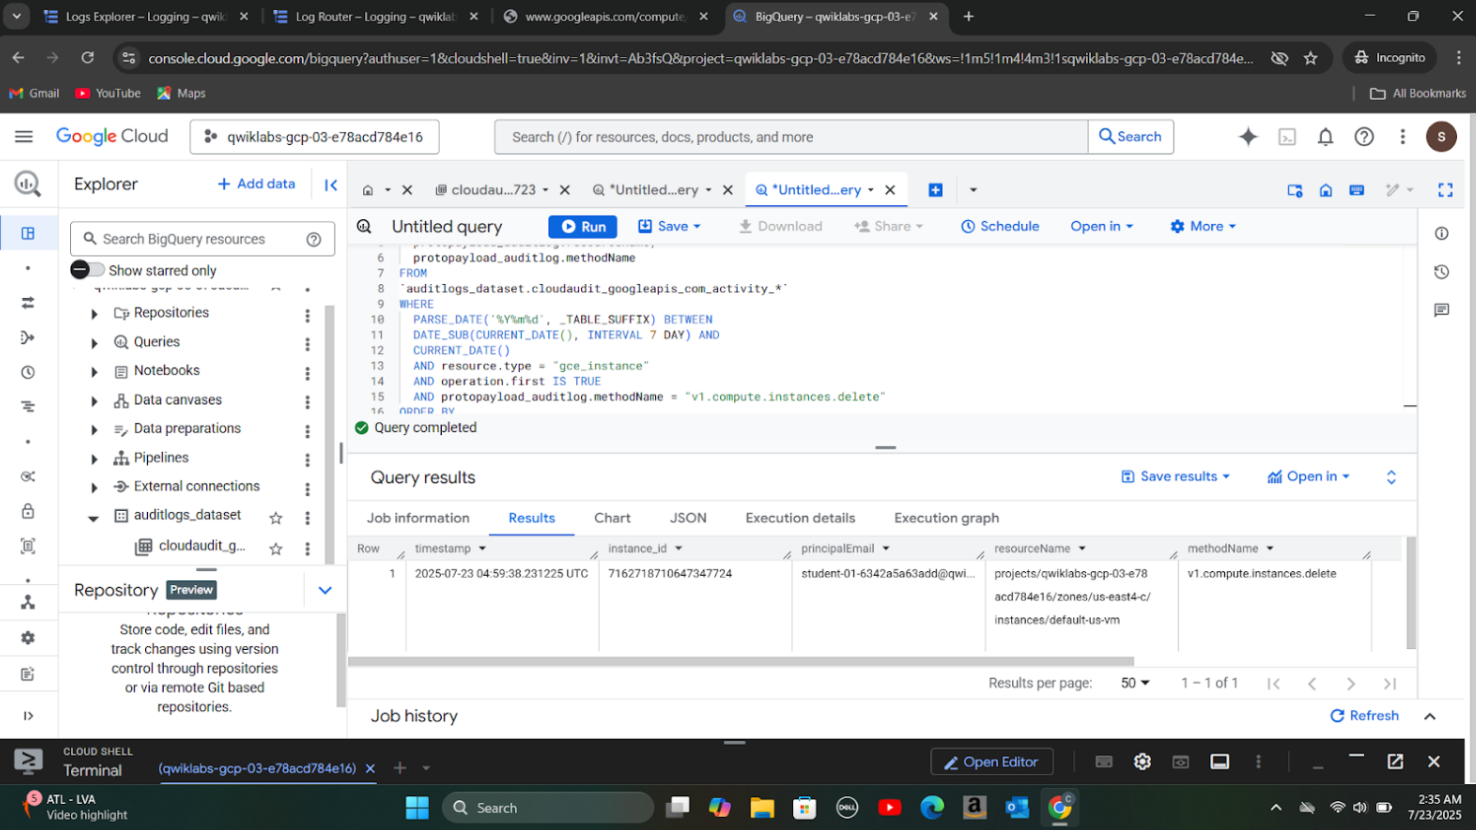 Logs Explorer – Logging – qwik
Log Router – Logging – qwiklab
www.googleapis.com/compute
BigQuery – qwiklabs-gcp-03-e7
console.cloud.google.com/bigquery?authuser=1&cloudshell=true&inv=1&invt=Ab3fsQ&project=qwiklabs-gcp-03-e78acd784e16&ws=!1m5!1m4!4m3!1sqwiklabs-gcp-03-e78acd784e...
Incognito
Gmail
YouTube
Maps
All Bookmarks
Google Cloud
qwiklabs-gcp-03-e78acd784e16
Search (/) for resources, docs, products, and more
Search
S
Explorer
+ Add data
cloudau...723
*Untitled...ery
*Untitled...ery
Untitled query
Run
Save
Download
Share
Schedule
Open in
More
Search BigQuery resources
Show starred only
Repositories
Queries
Notebooks
Data canvases
Data preparations
Pipelines
External connections
auditlogs_dataset
cloudaudit_g...
6 protopayload_auditlog.methodName
7 FROM
8 `auditlogs_dataset.cloudaudit_googleapis_com_activity_*`
9 WHERE
10 PARSE_DATE('%Y%m%d', _TABLE_SUFFIX) BETWEEN
11 DATE_SUB(CURRENT_DATE(), INTERVAL 7 DAY) AND
12 CURRENT_DATE()
13 AND resource.type = "gce_instance"
14 AND operation.first IS TRUE
15 AND protopayload_auditlog.methodName = "v1.compute.instances.delete"
16 ORDER BY
Query completed
Query results
Save results
Open in
Job information
Results
Chart
JSON
Execution details
Execution graph
Row
timestamp
instance_id
principalEmail
resourceName
methodName
1
2025-07-23 04:59:38.231225 UTC
7162718710647347724
student-01-6342a5a63add@qwi...
projects/qwiklabs-gcp-03-e78
acd784e16/zones/us-east4-c/
instances/default-us-vm
v1.compute.instances.delete
Results per page:
50
1 – 1 of 1
Job history
Refresh
Repository
Preview
Repositories
Store code, edit files, and
track changes using version
control through repositories
or via remote Git based
repositories.
CLOUD SHELL
Terminal
(qwiklabs-gcp-03-e78acd784e16)
Open Editor
5
ATL - LVA
Video highlight
Search
DELL
2:35 AM
7/23/2025